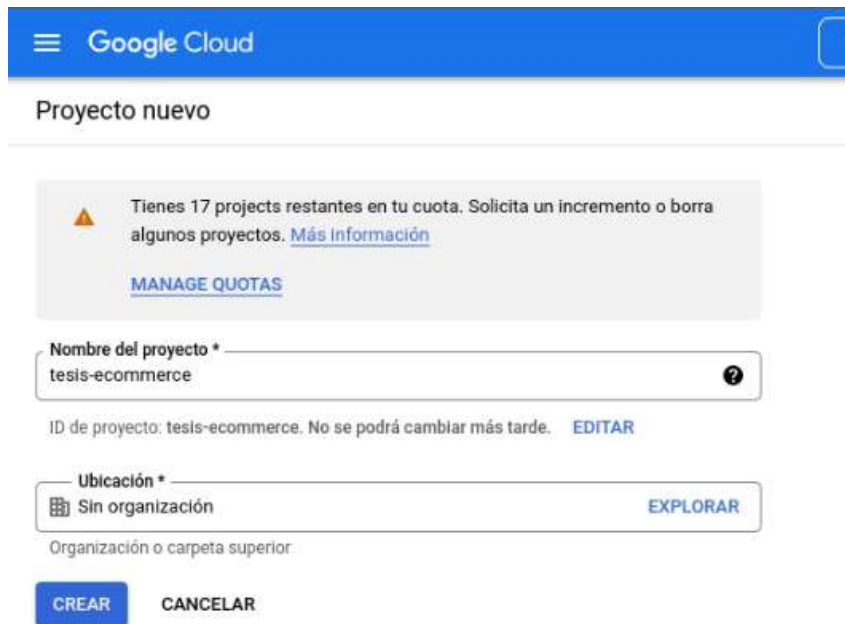 Google Cloud
Proyecto nuevo
Tienes 17 projects restantes en tu cuota. Solicita un incremento o borra
algunos proyectos. Más información
MANAGE QUOTAS
Nombre del proyecto *
tesis-ecommerce
ID de proyecto: tesis-ecommerce. No se podrá cambiar más tarde. EDITAR
Ubicación *
Sin organización EXPLORAR
Organización o carpeta superior
CREAR CANCELAR